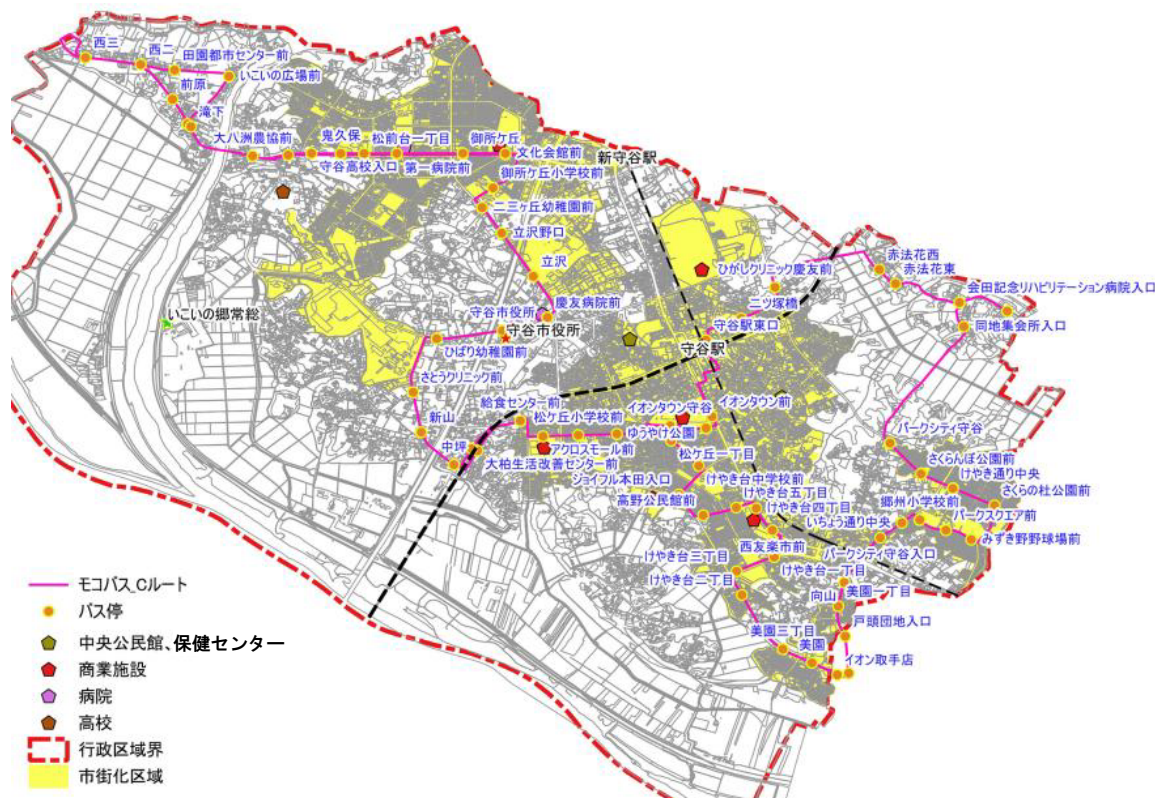 西三
西二
田園都市センター前
いこいの広場前
前原
滝下
大八洲農協前
鬼久保
松前台一丁目
御所ケ丘
守谷高校入口
第一病院前
文化会館前
新守谷駅
御所ケ丘小学校前
二三ヶ丘幼稚園前
立沢野口
立沢
ひがしクリニック慶友前
赤法花西
赤法花東
会田記念リハビリテーション病院入口
同地集会所入口
二ツ塚橋
守谷駅東口
守谷駅
慶友病院前
守谷市役所
守谷市役所
いこいの郷常総
ひばり幼稚園前
さとうクリニック前
新山
中坪
給食センター前
松ケ丘小学校前
イオンタウン守谷
イオンタウン前
ゆうやけ公園
アクロスモール前
松ケ丘一丁目
大柏生活改善センター前
ジョイフル本田入口
けやき台中学校前
高野公民館前
けやき台五丁目
けやき台四丁目
パークシティ守谷
さくらんぼ公園前
けやき通り中央
さくらの杜公園前
郷州小学校前
いちょう通り中央
パークスクエア前
みずき野野球場前
パークシティ守谷入口
西友楽市前
けやき台三丁目
けやき台一丁目
けやき台二丁目
美園一丁目
向山
戸頭団地入口
美園三丁目
美園
イオン取手店
モコバス_Cルート
バス停
中央公民館、保健センター
商業施設
病院
高校
行政区域界
市街化区域